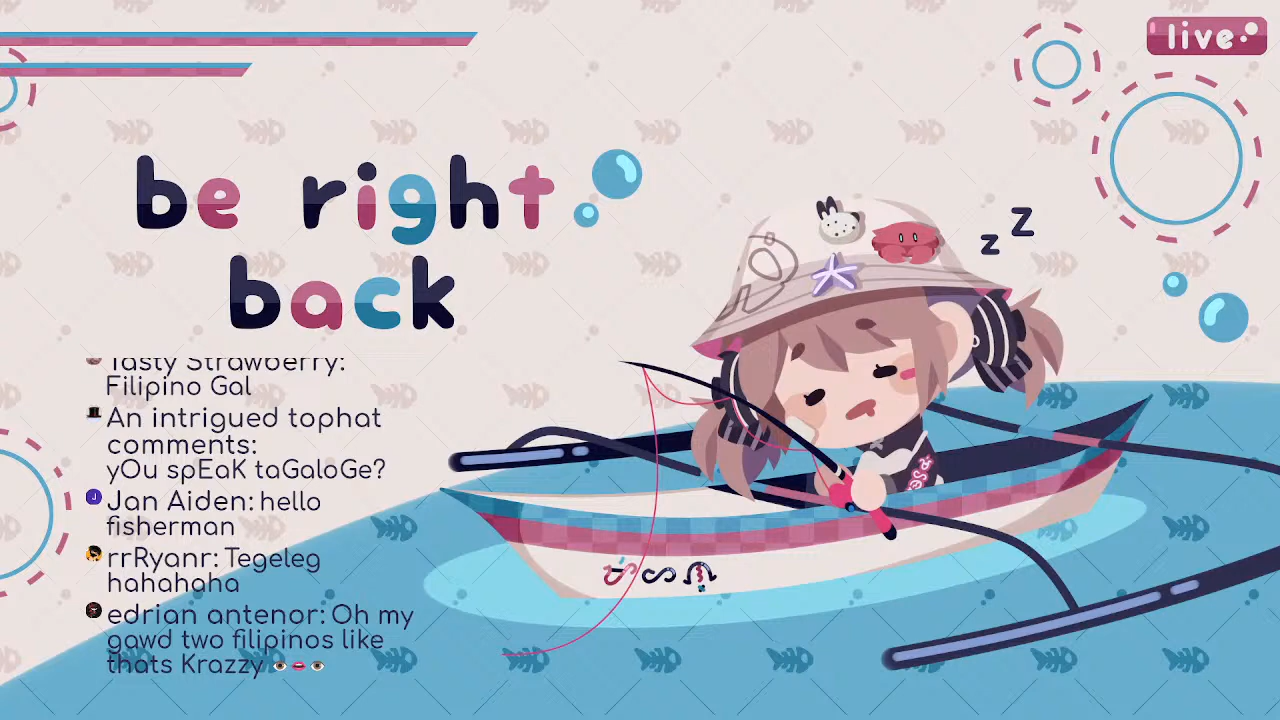 live
be right
back
z Z
Tasty Strawberry:
Filipino Gal
An intrigued tophat
comments:
yOu spEaK taGaloGe?
Jan Aiden: hello
fisherman
rrRyanr: Tegeleg
hahahaha
edrian antenor: Oh my
gawd two filipinos like
thats Krazzy 👁👄👁